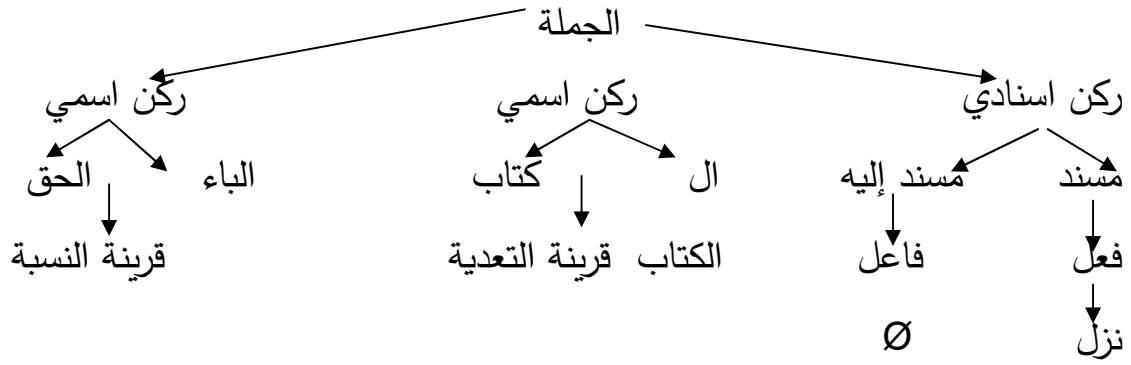 الجملة
ركن اسنادي ركن اسمي ركن اسمي
مسند مسند إليه ال كتاب الباء الحق
فعل فاعل الكتاب قرينة التعدية قرينة النسبة
نزل Ø